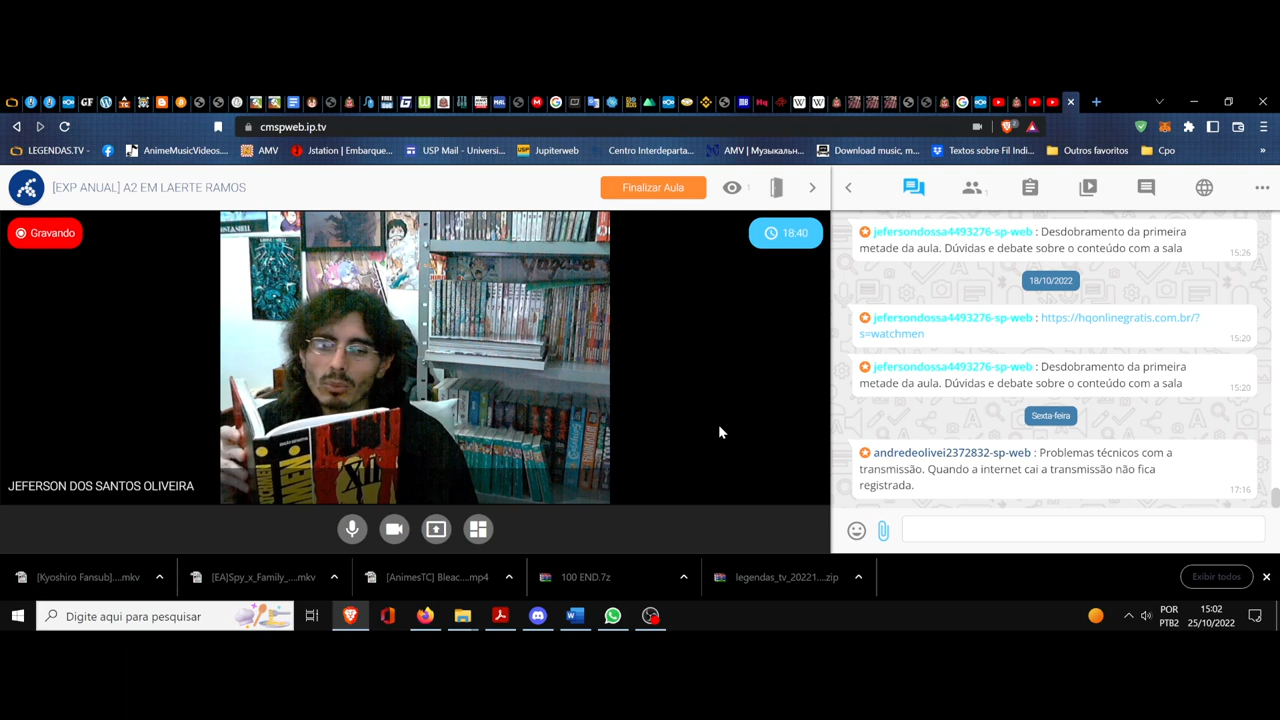 cmspweb.ip.tv
LEGENDAS.TV -
AnimeMusicVideos...
AMV
Jstation | Embarque...
USP Mail - Universi...
Jupiterweb
Centro Interdeparta...
AMV | Музыкальн...
Download music, m...
Textos sobre Fil Indi...
Outros favoritos
Cpo
[EXP ANUAL] A2 EM LAERTE RAMOS
Finalizar Aula
1
1
Gravando
18:40
JEFERSON DOS SANTOS OLIVEIRA
XII
jefersondossa4493276-sp-web : Desdobramento da primeira
metade da aula. Dúvidas e debate sobre o conteúdo com a sala
15:26
18/10/2022
jefersondossa4493276-sp-web : https://hqonlinegratis.com.br/?
s=watchmen
15:20
jefersondossa4493276-sp-web : Desdobramento da primeira
metade da aula. Dúvidas e debate sobre o conteúdo com a sala
15:20
Sexta-feira
andredeolivei2372832-sp-web : Problemas técnicos com a
transmissão. Quando a internet cai a transmissão não fica
registrada.
17:16
[Kyoshiro Fansub]....mkv
[EA]Spy_x_Family_....mkv
[AnimesTC] Bleac....mp4
100 END.7z
legendas_tv_20221....zip
Exibir todos
Digite aqui para pesquisar
POR
PTB2
15:02
25/10/2022